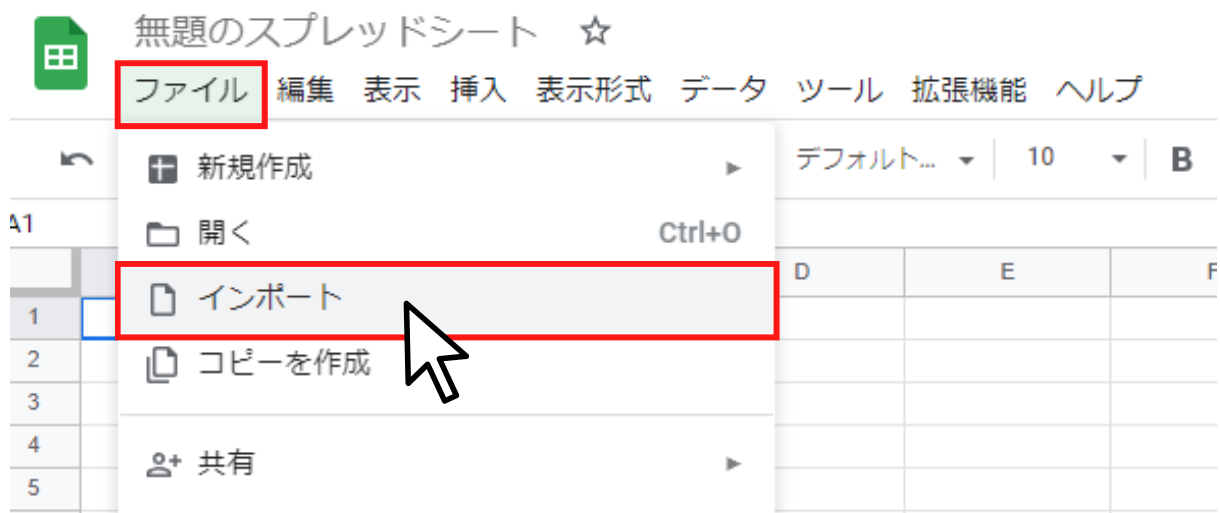 無題のスプレッドシート
ファイル 編集 表示 挿入 表示形式 データ ツール 拡張機能 ヘルプ
新規作成 デフォルト... 10 B
A1
開く Ctrl+O
D E F
インポート
1
2
コピーを作成
3
4
共有
5